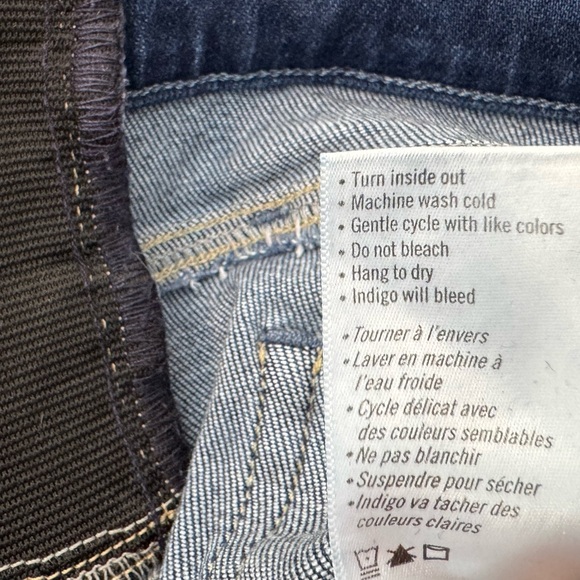 • Turn inside out
• Machine wash cold
• Gentle cycle with like colors
• Do not bleach
• Hang to dry
• Indigo will bleed
• Tourner à l'envers
• Laver en machine à
l'eau froide
• Cycle délicat avec
des couleurs semblables
• Ne pas blanchir
• Suspendre pour sécher
• Indigo va tacher des
couleurs claires